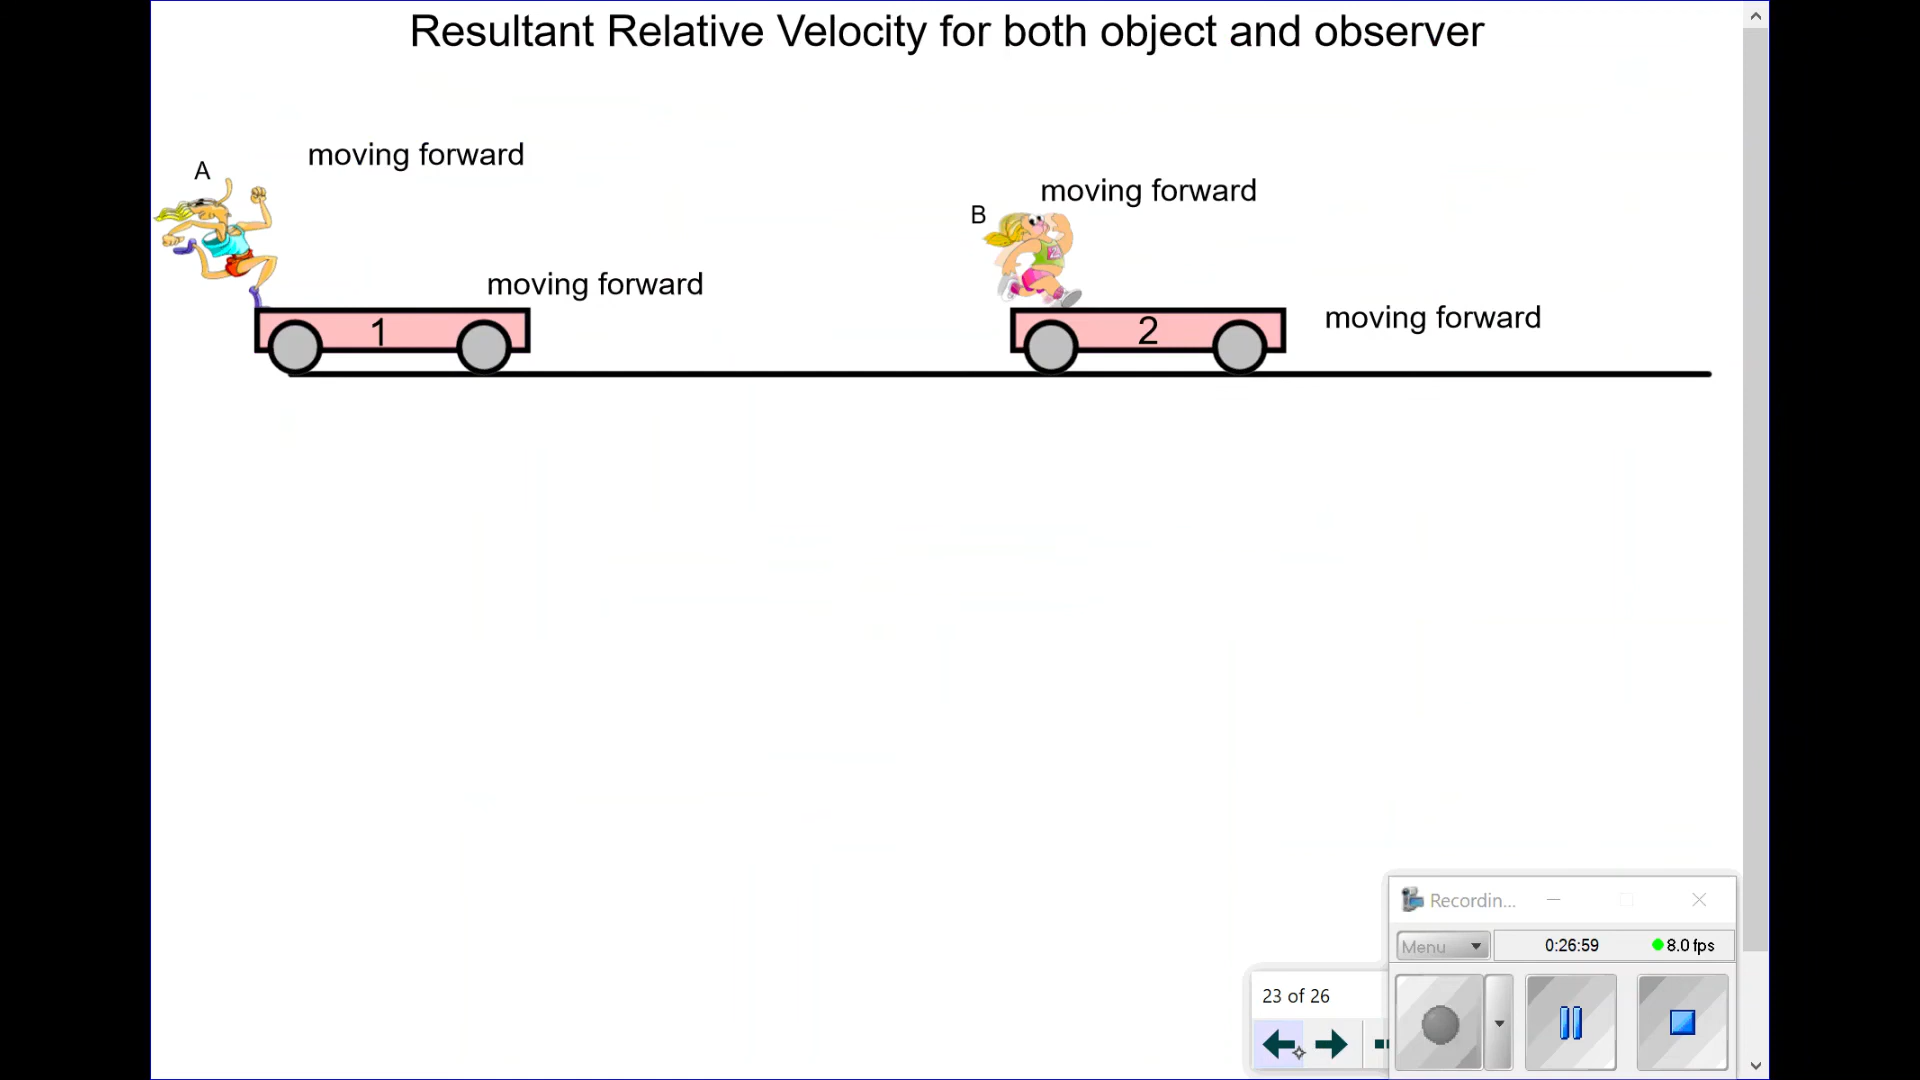 Resultant Relative Velocity for both object and observer
moving forward
A
moving forward
B
moving forward
moving forward
1
2
Recordin...
Menu
0:26:59
8.0 fps
23 of 26